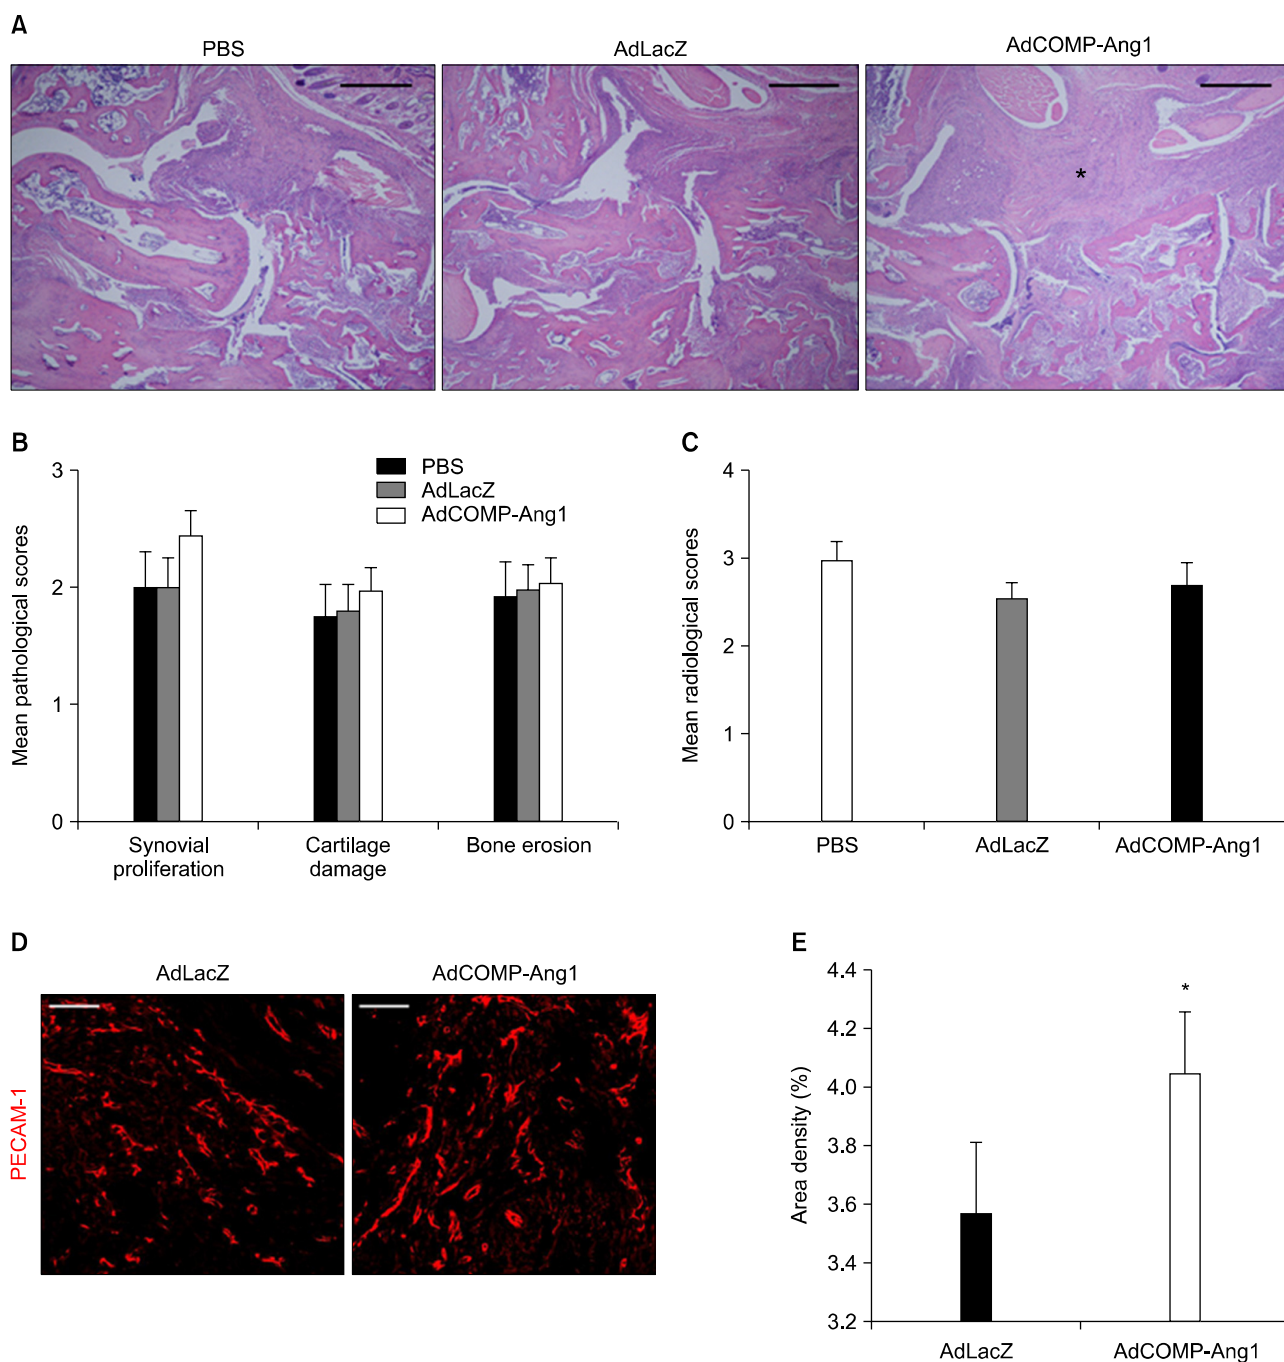 A
PBS
AdLacZ
AdCOMP-Ang1
*
B
3
2
1
0
Mean pathological scores
PBS
AdLacZ
AdCOMP-Ang1
Synovial
proliferation
Cartilage
damage
Bone erosion
C
4
3
2
1
0
Mean radiological scores
PBS
AdLacZ
AdCOMP-Ang1
D
AdLacZ
AdCOMP-Ang1
PECAM-1
E
4.4
4.2
4.0
3.8
3.6
3.4
3.2
Area density (%)
*
AdLacZ
AdCOMP-Ang1